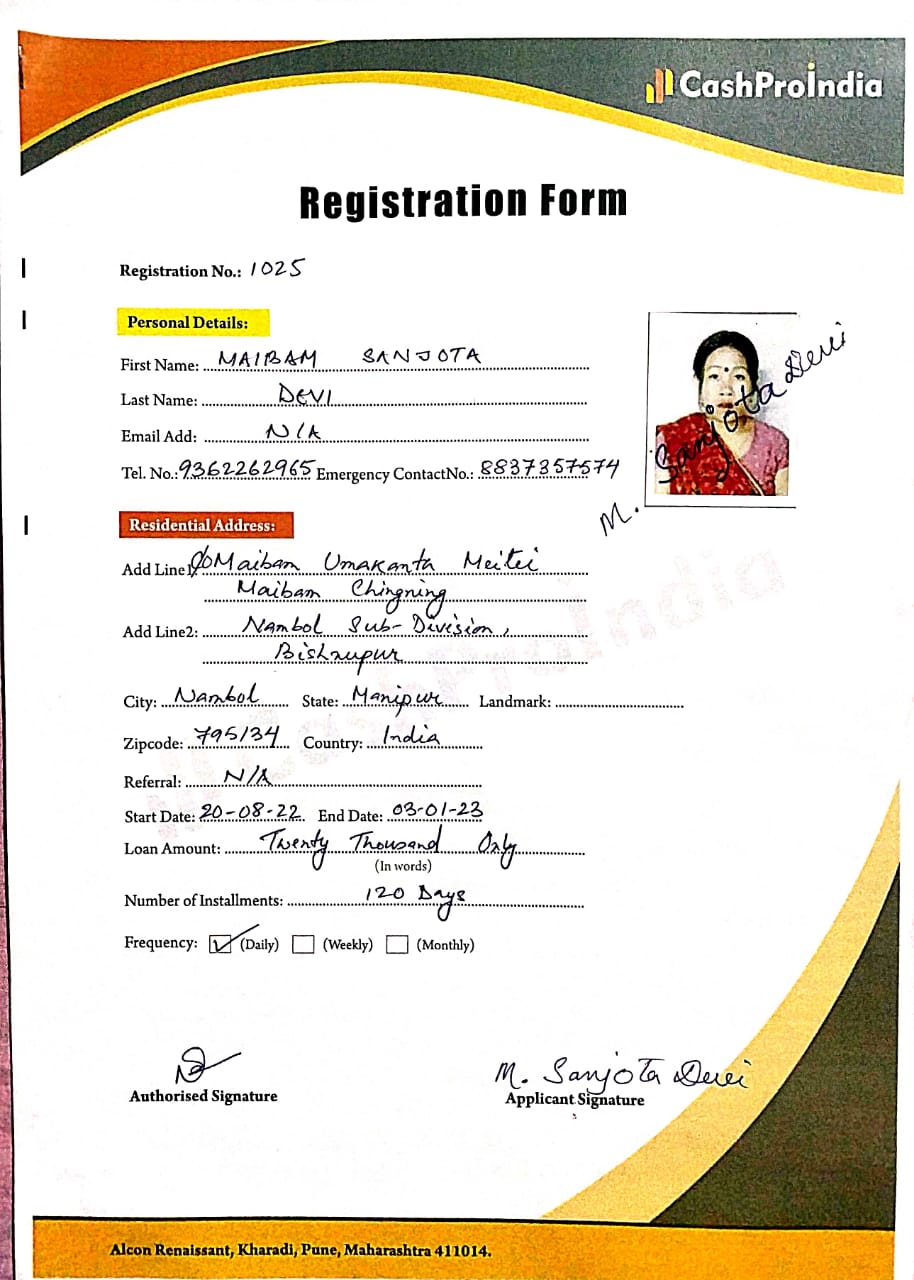 CashProIndia
Registration Form
Registration No.: 1025
Personal Details:
First Name: MAIBAM SANJOTA
Last Name: DEVI
Email Add: N/A
Tel. No.: 9362262965 Emergency ContactNo.: 8837357574
M. Sanjota Devi
Residential Address:
Add Line1: C/o Maibam Umakanta Meitei
Maibam Chingning
Add Line2: Nambol Sub-Division,
Bishnupur
City: Nambol State: Manipur Landmark:
Zipcode: 795134 Country: India
Referral: N/A
Start Date: 20-08-22 End Date: 03-01-23
Loan Amount: Twenty Thousand Only
(In words)
Number of Installments: 120 Days
Frequency: (Daily) (Weekly) (Monthly)
M. Sanjota Devi
Authorised Signature Applicant Signature
Alcon Renaissant, Kharadi, Pune, Maharashtra 411014.